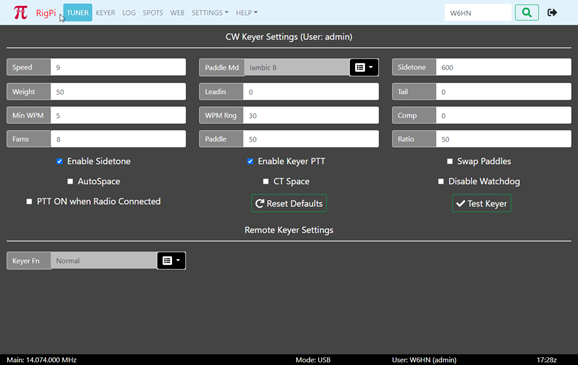 π RigPi TUNER KEYER LOG SPOTS WEB SETTINGS HELP W6HN
CW Keyer Settings (User: admin)
Speed 9 Paddle Md Iambic B Sidetone 600
Weight 50 Leadin 0 Tail 0
Min WPM 5 WPM Rng 30 Comp 0
Farns 8 Paddle 50 Ratio 50
Enable Sidetone Enable Keyer PTT Swap Paddles
AutoSpace CT Space Disable Watchdog
PTT ON when Radio Connected Reset Defaults Test Keyer
Remote Keyer Settings
Keyer Fn Normal
Main: 14.074.000 MHz Mode: USB User: W6HN (admin) 17:28z